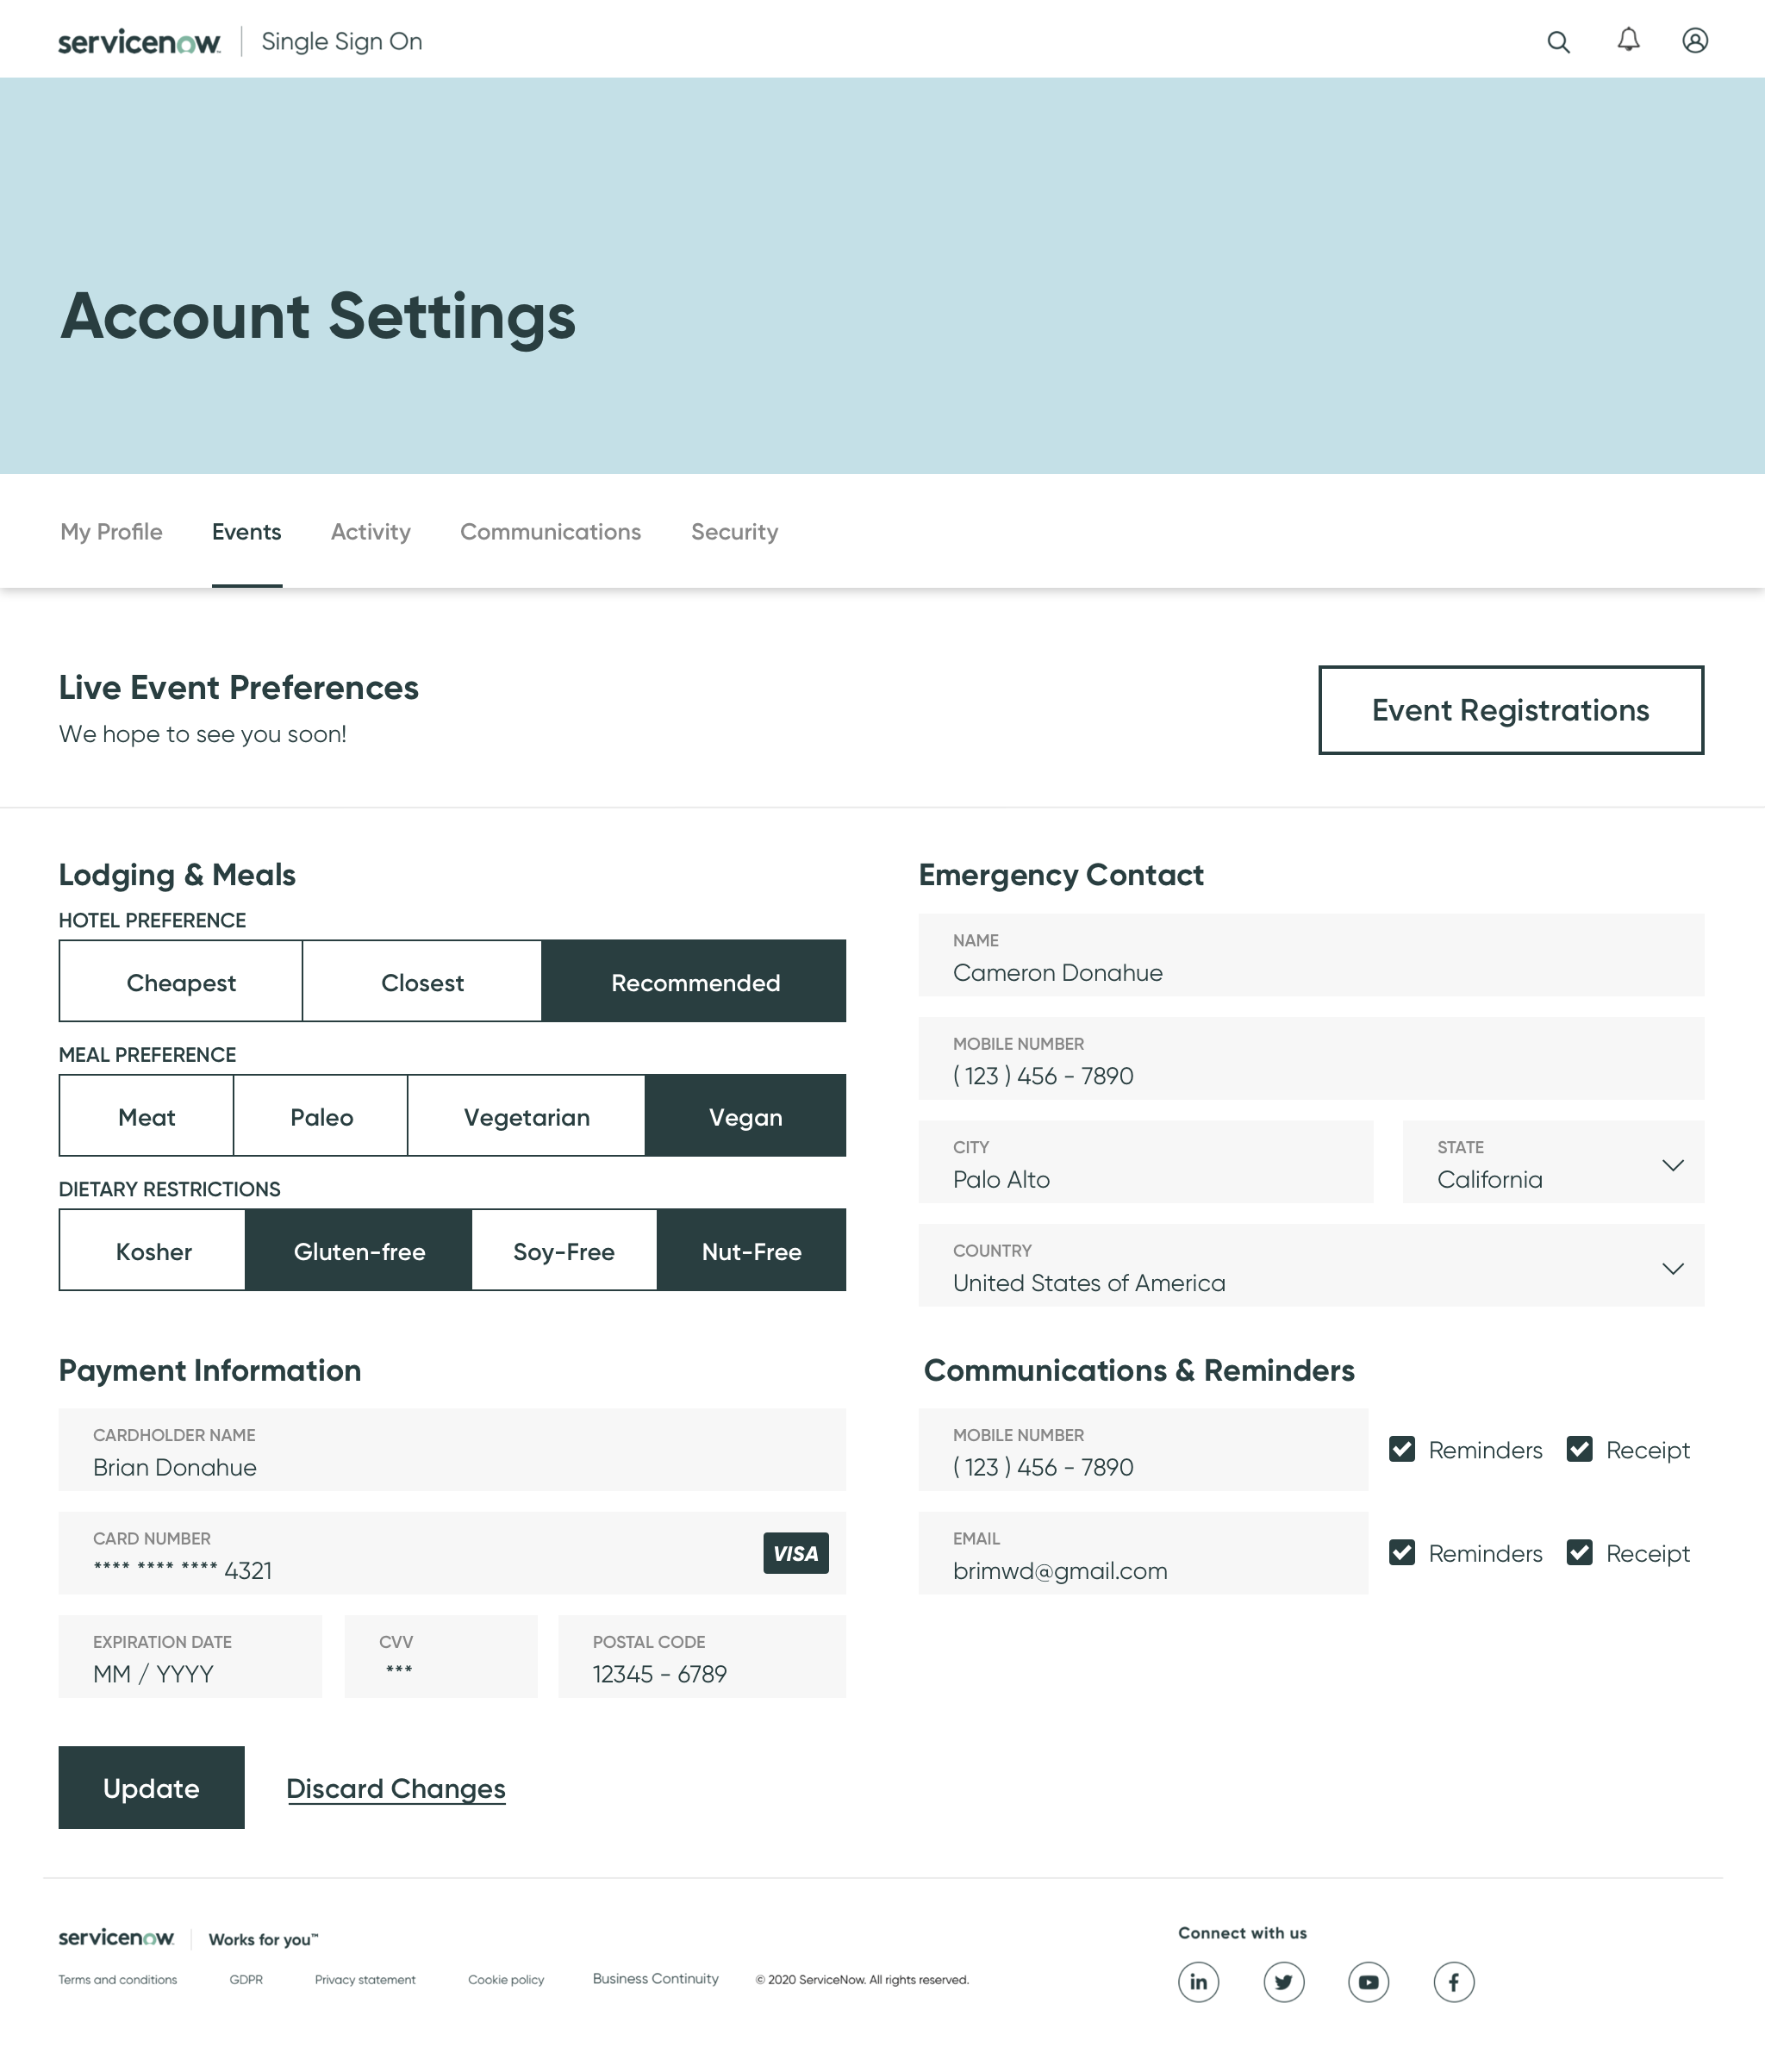 servicenow Single Sign On
Account Settings
My Profile Events Activity Communications Security
Live Event Preferences
We hope to see you soon!
Event Registrations
Lodging & Meals
HOTEL PREFERENCE
Cheapest Closest Recommended
MEAL PREFERENCE
Meat Paleo Vegetarian Vegan
DIETARY RESTRICTIONS
Kosher Gluten-free Soy-Free Nut-Free
Emergency Contact
NAME
Cameron Donahue
MOBILE NUMBER
( 123 ) 456 - 7890
CITY
Palo Alto
STATE
California
COUNTRY
United States of America
Payment Information
CARDHOLDER NAME
Brian Donahue
CARD NUMBER
**** **** **** 4321
VISA
EXPIRATION DATE
MM / YYYY
CVV
***
POSTAL CODE
12345 - 6789
Communications & Reminders
MOBILE NUMBER
( 123 ) 456 - 7890
Reminders Receipt
EMAIL
brimwd@gmail.com
Reminders Receipt
Update Discard Changes
servicenow Works for you™
Terms and conditions GDPR Privacy statement Cookie policy Business Continuity © 2020 ServiceNow. All rights reserved.
Connect with us
in f